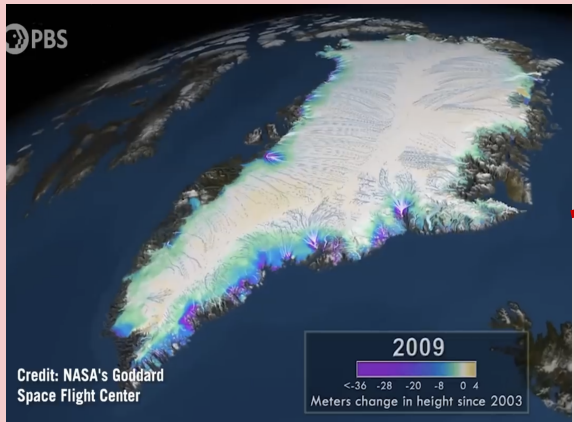 PBS
2009
<-36 -28 -20 -8 0 4
Meters change in height since 2003
Credit: NASA's Goddard
Space Flight Center